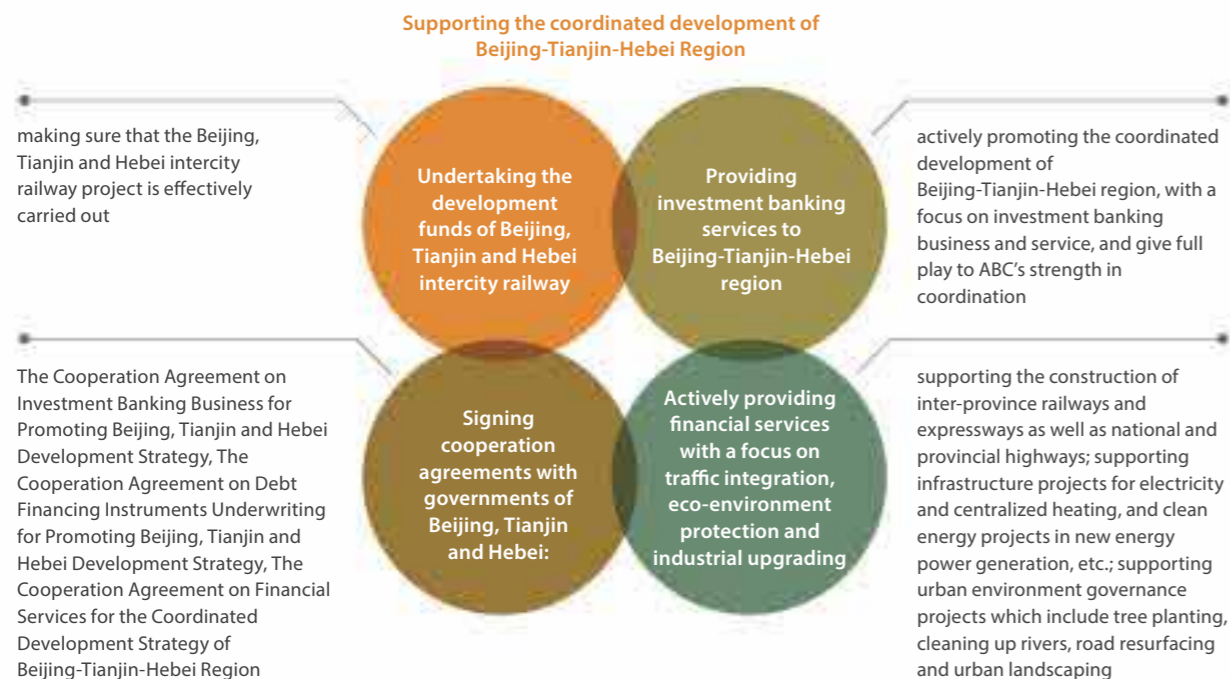 Supporting the coordinated development of
Beijing-Tianjin-Hebei Region
making sure that the Beijing,
Tianjin and Hebei intercity
railway project is effectively
carried out
Undertaking the
development
funds of Beijing,
Tianjin and Hebei
intercity railway
Providing
investment banking
services to
Beijing-Tianjin-Hebei
region
actively promoting the coordinated
development of
Beijing-Tianjin-Hebei region, with a
focus on investment banking
business and service, and give full
play to ABC's strength in
coordination
The Cooperation Agreement on
Investment Banking Business for
Promoting Beijing, Tianjin and Hebei
Development Strategy, The
Cooperation Agreement on Debt
Financing Instruments Underwriting
for Promoting Beijing, Tianjin and
Hebei Development Strategy, The
Cooperation Agreement on Financial
Services for the Coordinated
Development Strategy of
Beijing-Tianjin-Hebei Region
Signing
cooperation
agreements with
governments of
Beijing, Tianjin
and Hebei:
Actively providing
financial services
with a focus on
traffic integration,
eco-environment
protection and
industrial upgrading
supporting the construction of
inter-province railways and
expressways as well as national and
provincial highways; supporting
infrastructure projects for electricity
and centralized heating, and clean
energy projects in new energy
power generation, etc.; supporting
urban environment governance
projects which include tree planting,
cleaning up rivers, road resurfacing
and urban landscaping